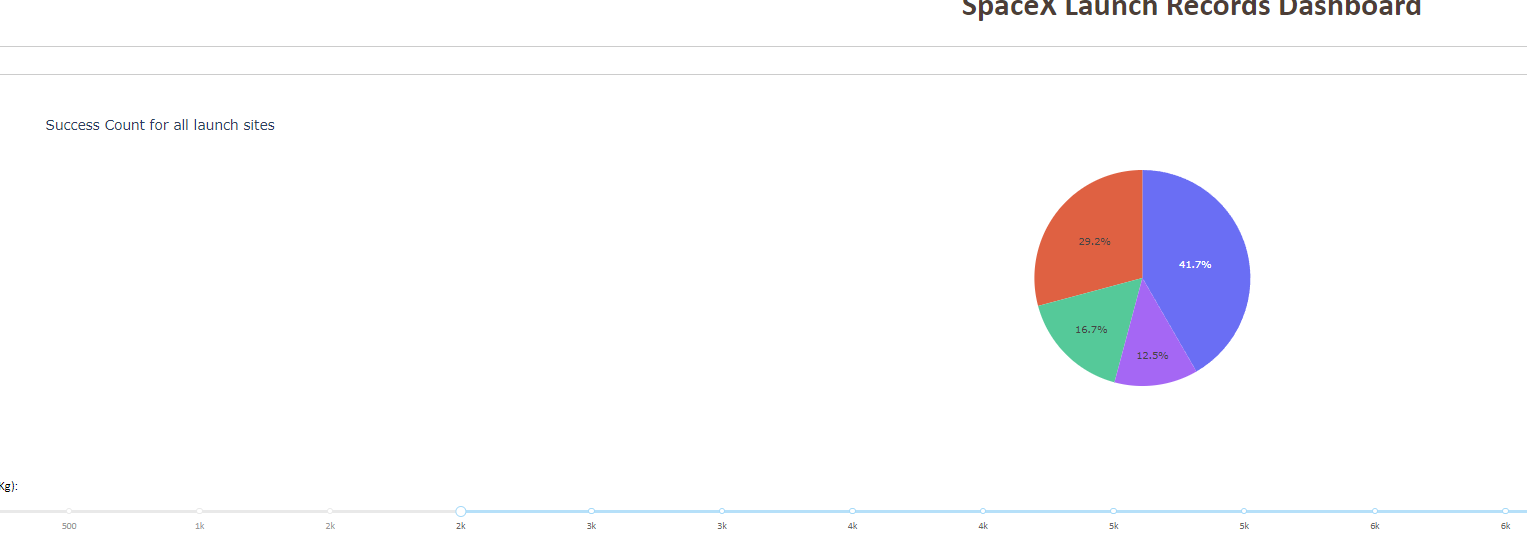 SpaceX Launch Records Dashboard
Success Count for all launch sites
29.2%
41.7%
16.7%
12.5%
Kg):
500 1k 2k 2k 3k 3k 4k 4k 5k 5k 6k 6k